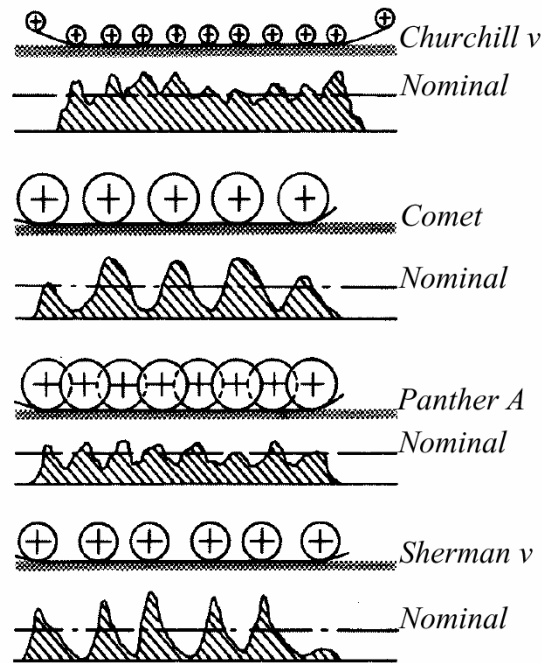 Churchill v
Nominal
Comet
Nominal
Panther A
Nominal
Sherman v
Nominal